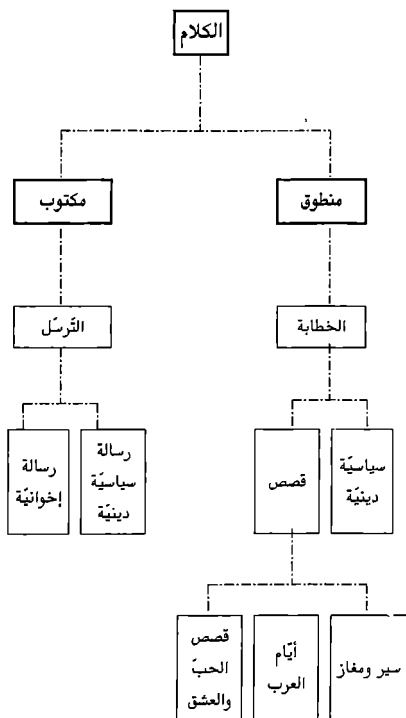 الكلام
منطوق
مكتوب
الخطابة
التّرسّل
سياسيّة
دينيّة
قصص
رسالة
سياسيّة
دينيّة
رسالة
إخوانيّة
سير ومغاز
أيّام
العرب
قصص
الحبّ
والعشق